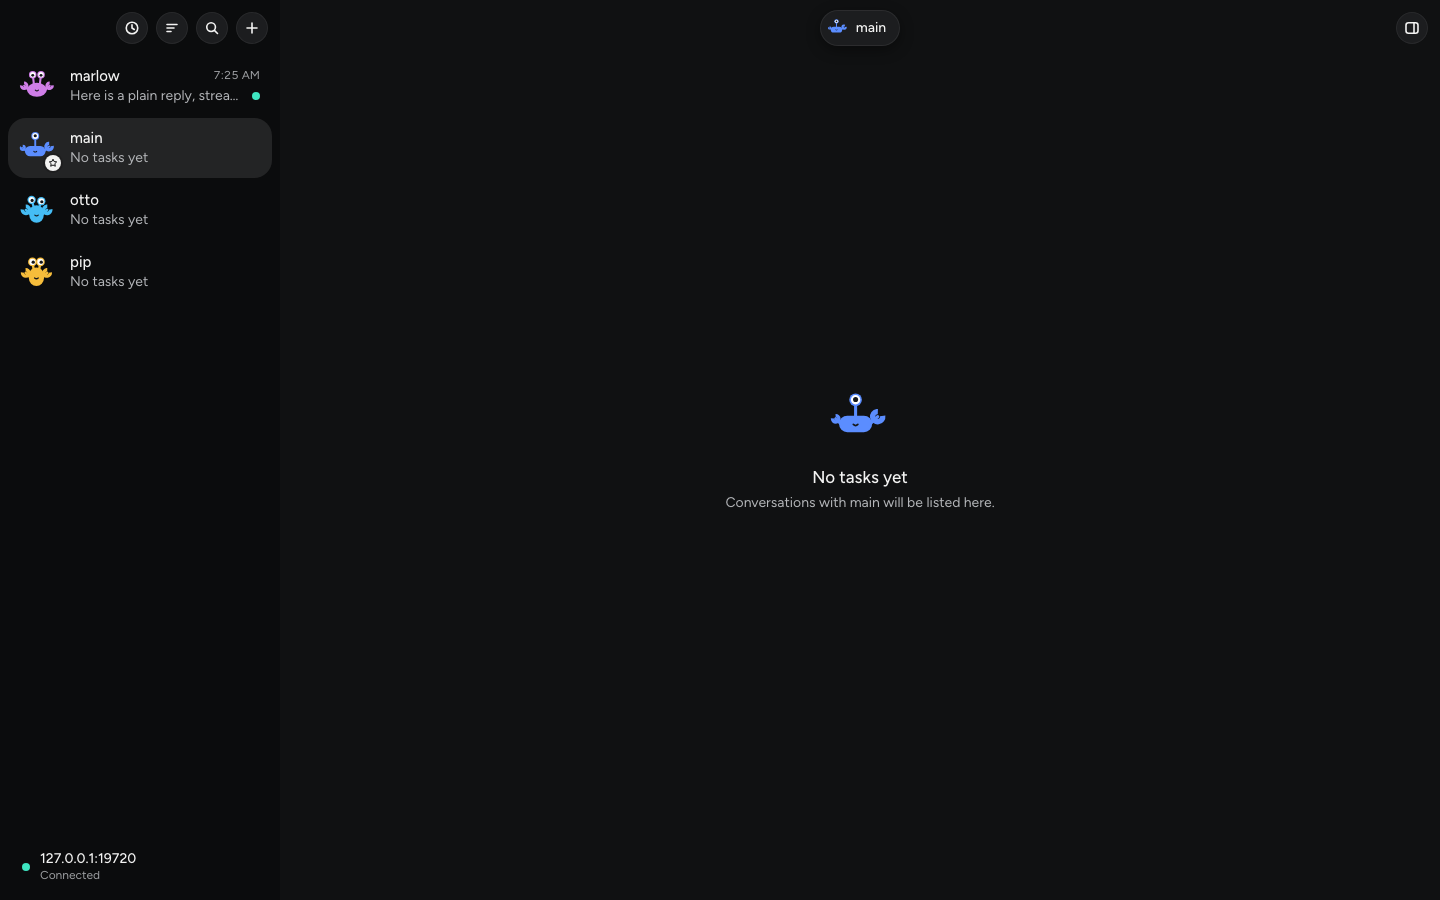 main
marlow
7:25 AM
Here is a plain reply, strea...
main
No tasks yet
otto
No tasks yet
pip
No tasks yet
No tasks yet
Conversations with main will be listed here.
127.0.0.1:19720
Connected